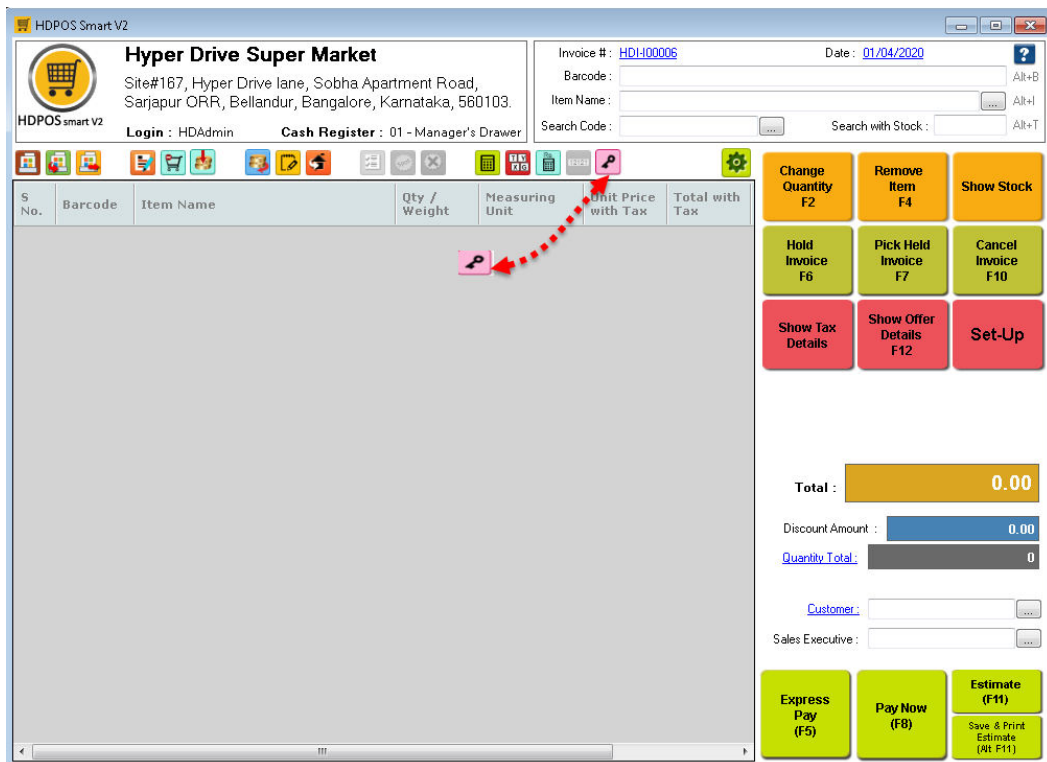 HDPOS Smart V2
Hyper Drive Super Market
Site#167, Hyper Drive lane, Sobha Apartment Road,
Sarjapur ORR, Bellandur, Bangalore, Karnataka, 560103.
HDPOS smart V2
Login : HDAdmin Cash Register : 01 - Manager's Drawer
Invoice # : HDI-I00006 Date : 01/04/2020 ?
Barcode : Alt+B
Item Name : ... Alt+I
Search Code : ... Search with Stock : Alt+T
S No. Barcode Item Name Qty / Weight Measuring Unit Unit Price with Tax Total with Tax
Change Quantity F2
Remove Item F4
Show Stock
Hold Invoice F6
Pick Held Invoice F7
Cancel Invoice F10
Show Tax Details
Show Offer Details F12
Set-Up
Total : 0.00
Discount Amount : 0.00
Quantity Total : 0
Customer : ...
Sales Executive : ...
Express Pay (F5)
Pay Now (F8)
Estimate (F11)
Save & Print Estimate (Alt F11)